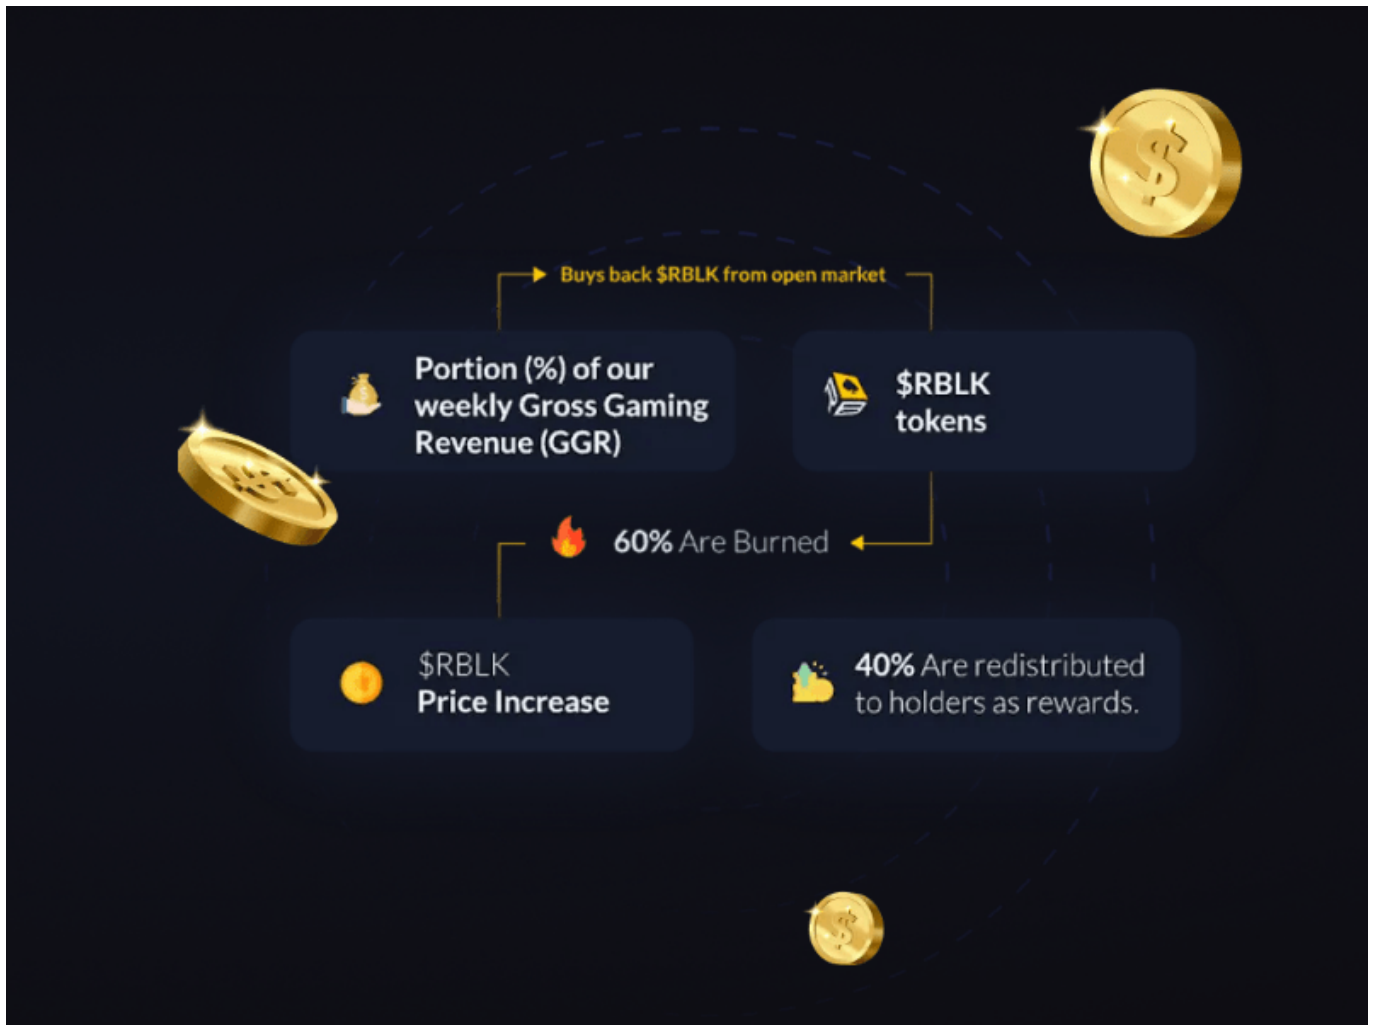 Buys back $RBLK from open market
Portion (%) of our
weekly Gross Gaming
Revenue (GGR)
$RBLK
tokens
60% Are Burned
$RBLK
Price Increase
40% Are redistributed
to holders as rewards.